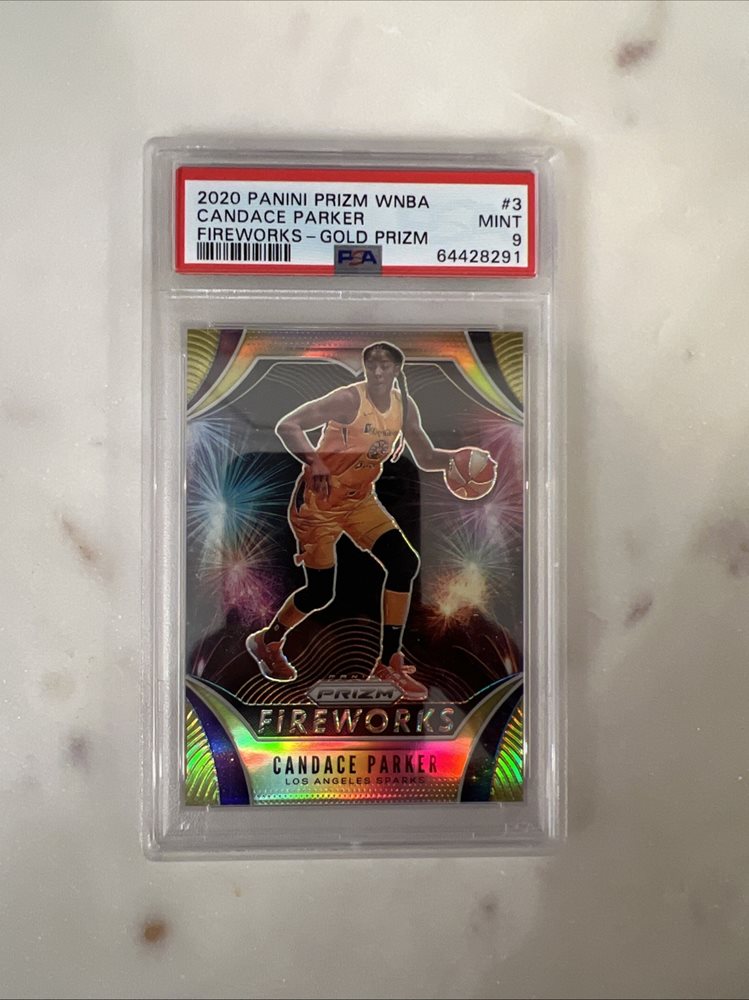 2020 PANINI PRIZM WNBA #3
CANDACE PARKER MINT
FIREWORKS - GOLD PRIZM 9
PSA 64428291
PANINI
PRIZM
FIREWORKS
CANDACE PARKER
LOS ANGELES SPARKS